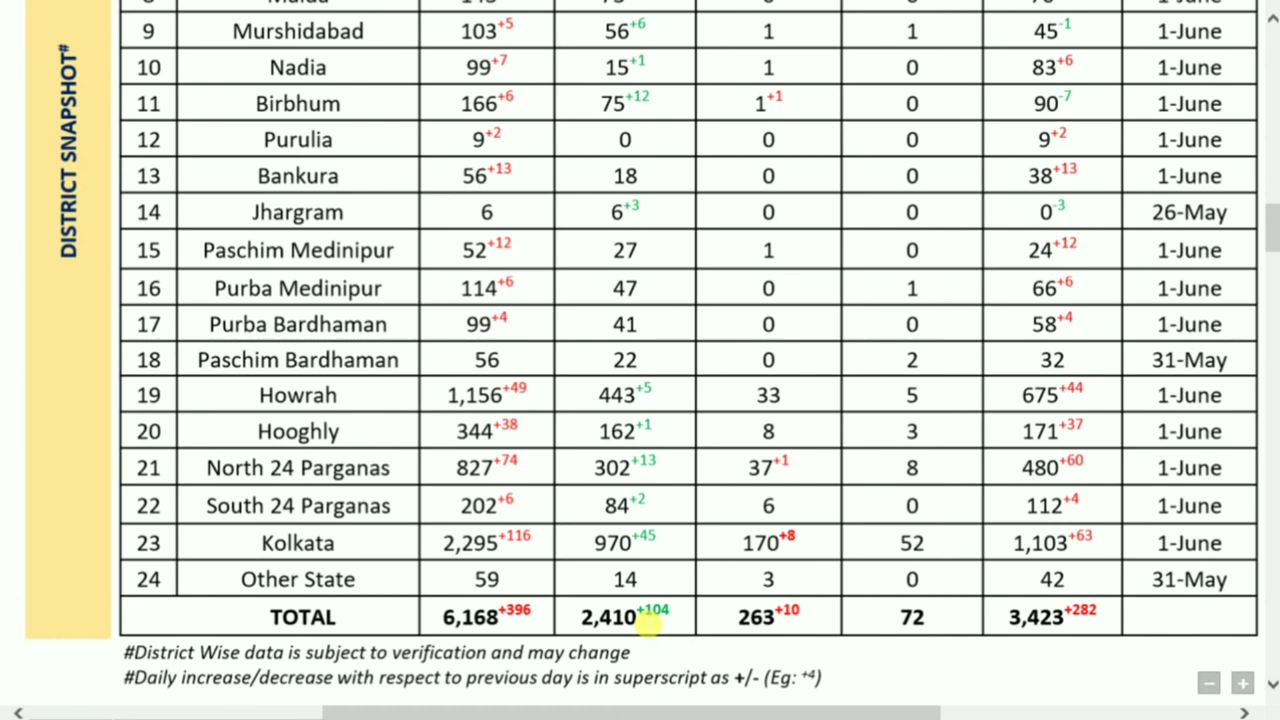 DISTRICT SNAPSHOT#
9 Murshidabad 103+5 56+6 1 1 45-1 1-June
10 Nadia 99+7 15+1 1 0 83+6 1-June
11 Birbhum 166+6 75+12 1+1 0 90-7 1-June
12 Purulia 9+2 0 0 0 9+2 1-June
13 Bankura 56+13 18 0 0 38+13 1-June
14 Jhargram 6 6+3 0 0 0-3 26-May
15 Paschim Medinipur 52+12 27 1 0 24+12 1-June
16 Purba Medinipur 114+6 47 0 1 66+6 1-June
17 Purba Bardhaman 99+4 41 0 0 58+4 1-June
18 Paschim Bardhaman 56 22 0 2 32 31-May
19 Howrah 1,156+49 443+5 33 5 675+44 1-June
20 Hooghly 344+38 162+1 8 3 171+37 1-June
21 North 24 Parganas 827+74 302+13 37+1 8 480+60 1-June
22 South 24 Parganas 202+6 84+2 6 0 112+4 1-June
23 Kolkata 2,295+116 970+45 170+8 52 1,103+63 1-June
24 Other State 59 14 3 0 42 31-May
TOTAL 6,168+396 2,410+104 263+10 72 3,423+282
#District Wise data is subject to verification and may change
#Daily increase/decrease with respect to previous day is in superscript as +/- (Eg: +4)